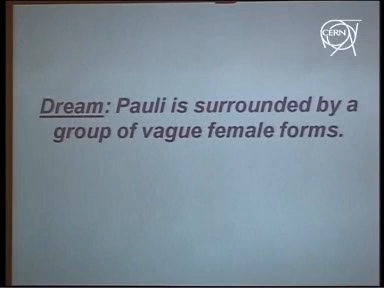 CERN
Dream: Pauli is surrounded by a
group of vague female forms.